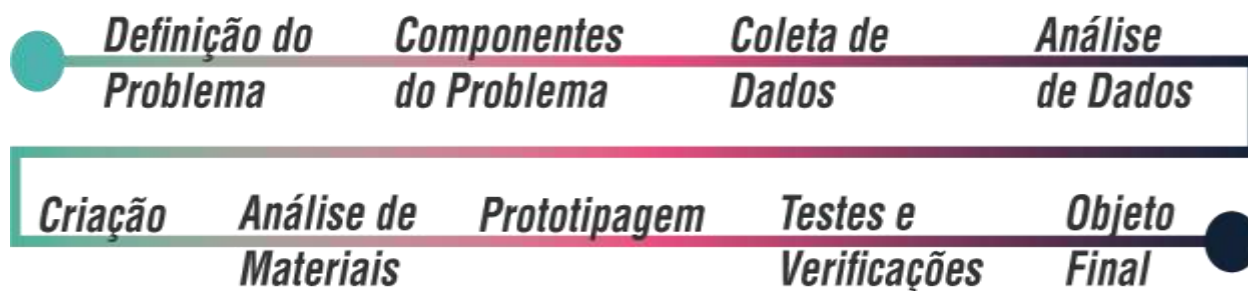 Definição do Componentes Coleta de Análise
Problema do Problema Dados de Dados
Criação Análise de Prototipagem Testes e Objeto
Materiais Verificações Final